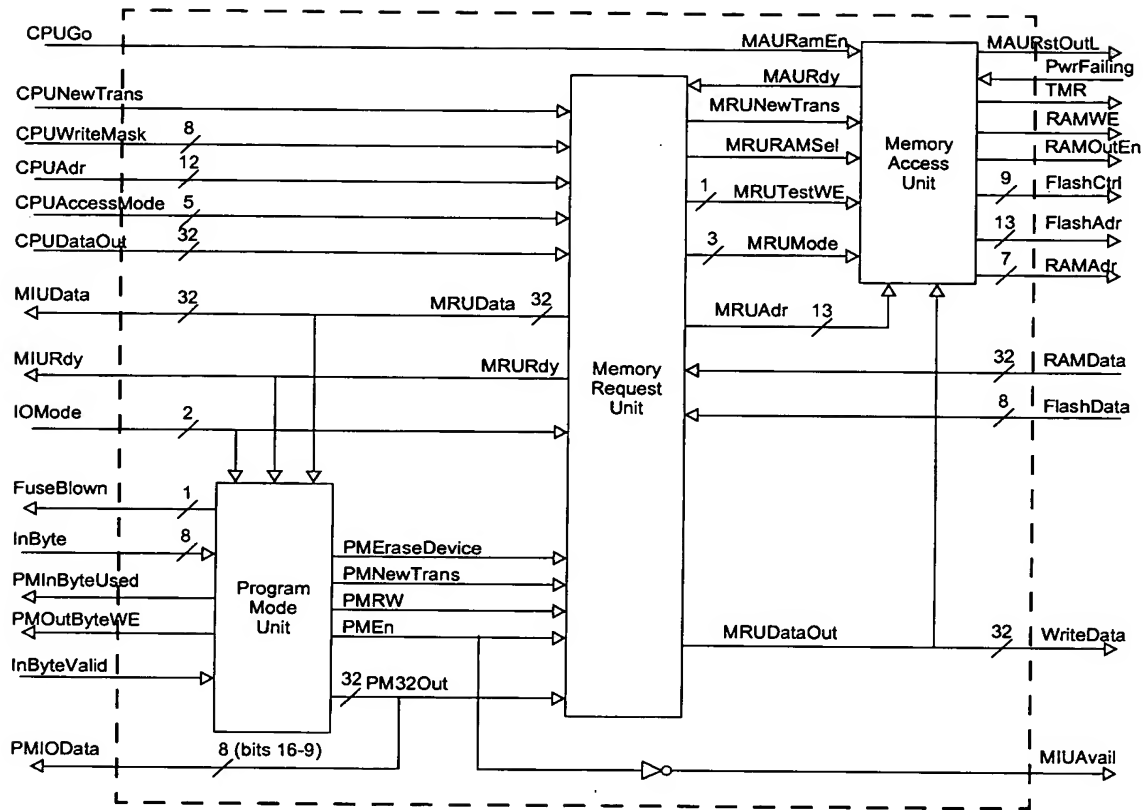 CPUGo
MAURamEn
MAURstOutL
MAURdy
PwrFailing
CPUNewTrans
MRUNewTrans
TMR
CPUWriteMask
8
RAMWE
MRURAMSel
Memory
Access
Unit
CPUAdr
12
RAMOutEn
1
MRUTestWE
9
FlashCtrl
CPUAccessMode
5
CPUDataOut
32
3
MRUMode
13
FlashAdr
7
RAMAdr
MIUData
32
MRUData
32
MRUAdr
13
MIURdy
MRURdy
Memory
Request
Unit
32
RAMData
IOMode
2
8
FlashData
FuseBlown
1
InByte
8
PMEraseDevice
PMInByteUsed
Program
Mode
Unit
PMNewTrans
PMRW
PMOutByteWE
PMEn
MRUDataOut
32
WriteData
InByteValid
32
PM32Out
PMIOData
8 (bits 16-9)
MIUAvail